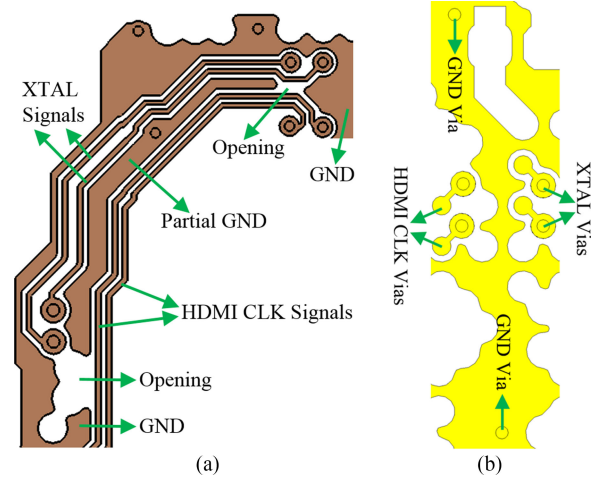 XTAL
Signals
Opening
GND
Partial GND
HDMI CLK Signals
Opening
GND
(a)
GND Via
HDMI CLK Vias
XTAL
Vias
GND Via
(b)